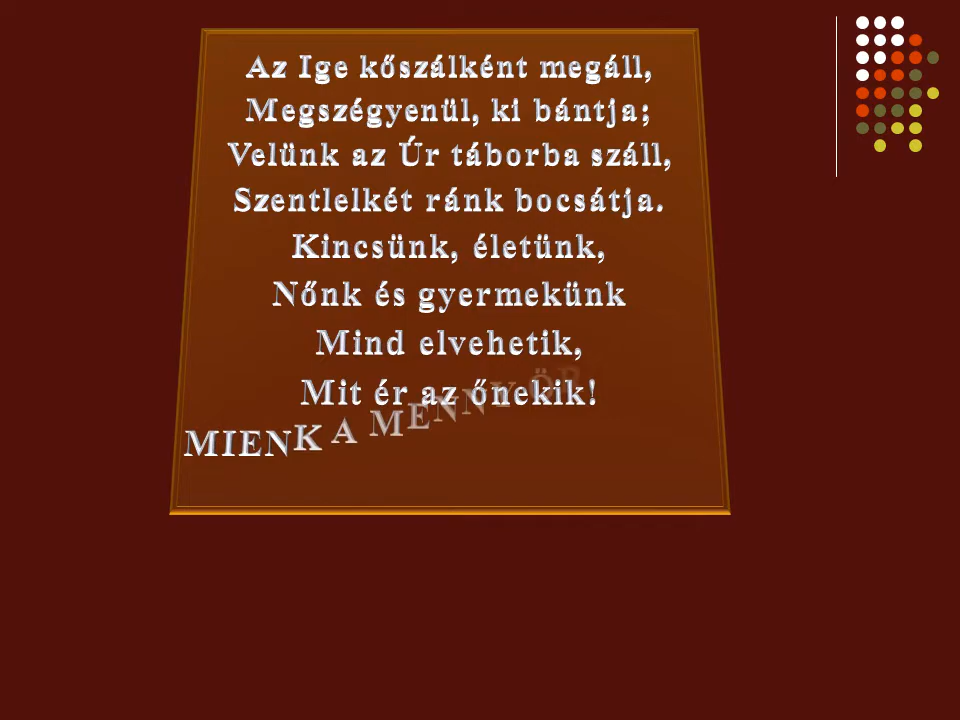 Az Ige kőszálként megáll,
Megszégyenül, ki bántja;
Velünk az Úr táborba száll,
Szentlelkét ránk bocsátja.
Kincsünk, életünk,
Nőnk és gyermekünk
Mind elvehetik,
Mit ér az őnekik!
MIENK A MENNY